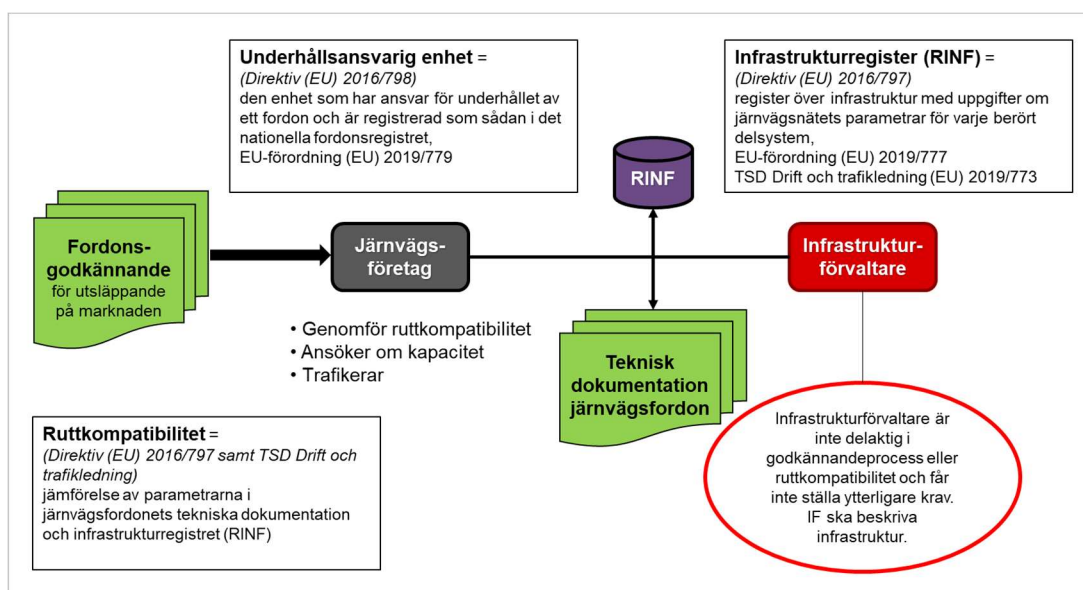 Underhållsansvarig enhet =
(Direktiv (EU) 2016/798)
den enhet som har ansvar för underhållet av
ett fordon och är registrerad som sådan i det
nationella fordonsregistret,
EU-förordning (EU) 2019/779
Infrastrukturregister (RINF) =
(Direktiv (EU) 2016/797)
register över infrastruktur med uppgifter om
järnvägsnätets parametrar för varje berört
delsystem,
EU-förordning (EU) 2019/777
TSD Drift och trafikledning (EU) 2019/773
RINF
Fordons-
godkännande
för utsläppande
på marknaden
Järnvägs-
företag
Infrastruktur-
förvaltare
• Genomför ruttkompatibilitet
• Ansöker om kapacitet
• Trafikerar
Teknisk
dokumentation
järnvägsfordon
Ruttkompatibilitet =
(Direktiv (EU) 2016/797 samt TSD Drift och
trafikledning)
jämförelse av parametrarna i
järnvägsfordonets tekniska dokumentation
och infrastrukturregistret (RINF)
Infrastrukturförvaltare är
inte delaktig i
godkännandeprocess eller
ruttkompatibilitet och får
inte ställa ytterligare krav.
IF ska beskriva
infrastruktur.